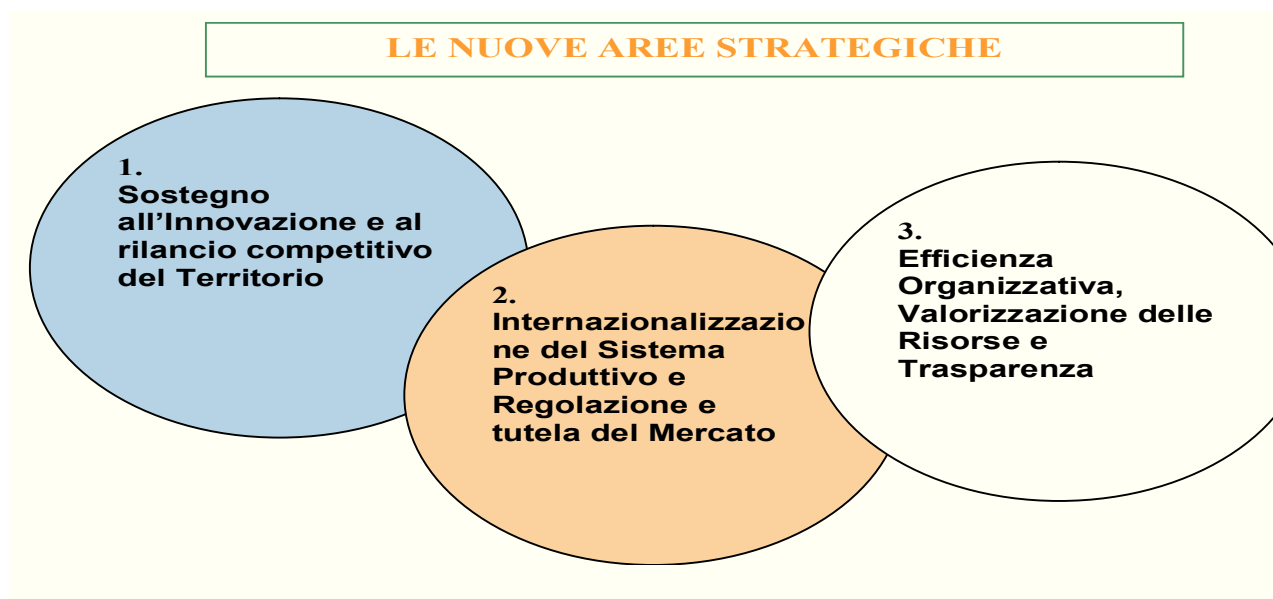 LE NUOVE AREE STRATEGICHE
1.
Sostegno
all’Innovazione e al
rilancio competitivo
del Territorio
2.
Internazionalizzazio
ne del Sistema
Produttivo e
Regolazione e
tutela del Mercato
3.
Efficienza
Organizzativa,
Valorizzazione delle
Risorse e
Trasparenza